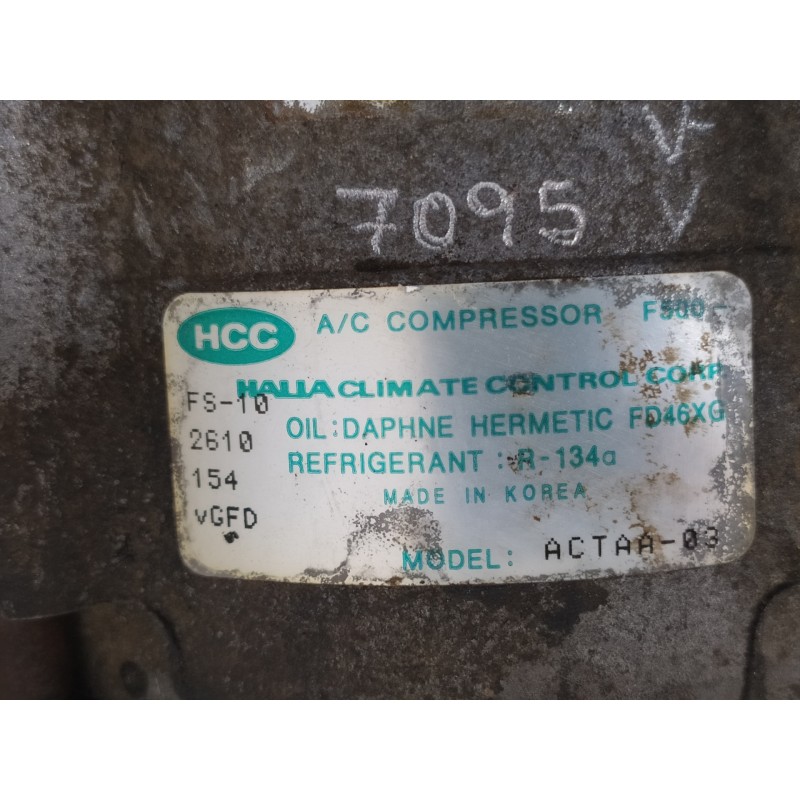 7095
HCC
A/C COMPRESSOR F500-
HALLA CLIMATE CONTROL CORP
FS-10
OIL: DAPHNE HERMETIC FD46XG
2610
REFRIGERANT : R-134a
154
MADE IN KOREA
vGFD
MODEL: ACTAA-03